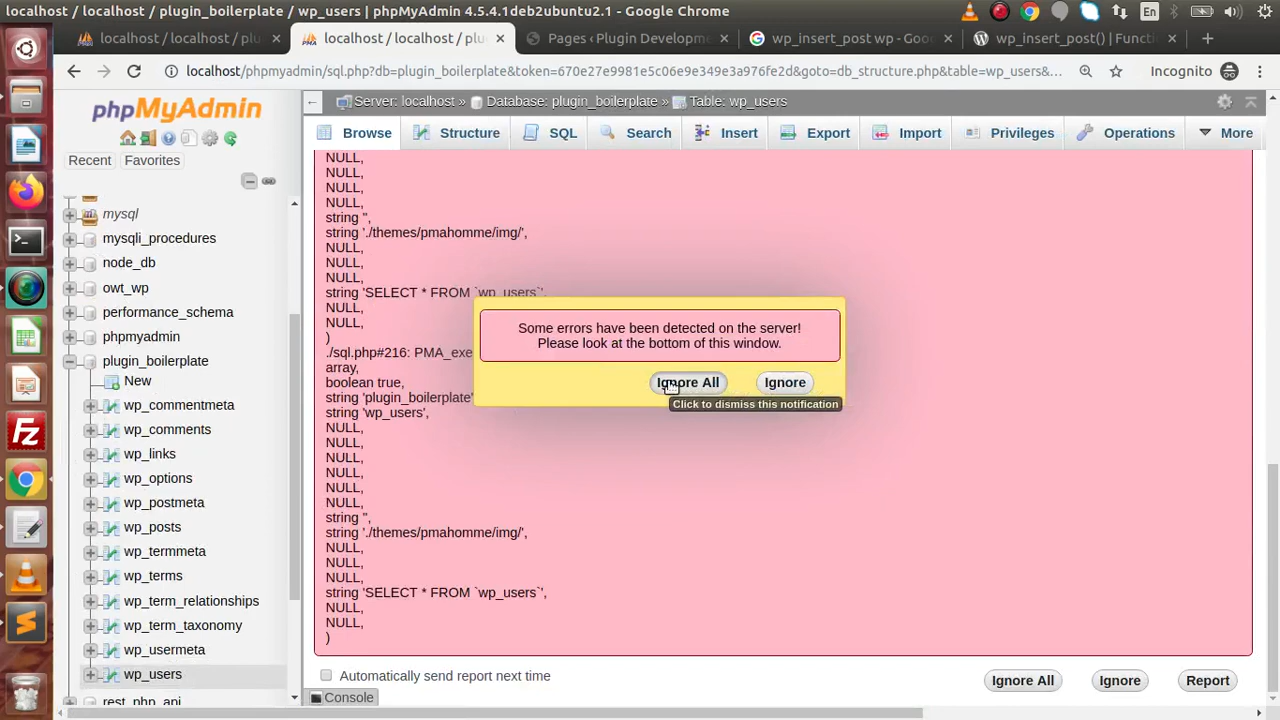 localhost / localhost / plugin_boilerplate / wp_users | phpMyAdmin 4.5.4.1deb2ubuntu2.1 - Google Chrome
En
localhost / localhost / plu
localhost / localhost / plu
Pages ‹ Plugin Developme
wp_insert_post wp - Goo
wp_insert_post() | Functi
localhost/phpmyadmin/sql.php?db=plugin_boilerplate&token=670e27e9981e5c06e9e349e3a976fe2d&goto=db_structure.php&table=wp_users&...
Incognito
phpMyAdmin
Recent
Favorites
mysql
mysqli_procedures
node_db
owt_wp
performance_schema
phpmyadmin
plugin_boilerplate
New
wp_commentmeta
wp_comments
wp_links
wp_options
wp_postmeta
wp_posts
wp_termmeta
wp_terms
wp_term_relationships
wp_term_taxonomy
wp_usermeta
wp_users
rest_php_api
Server: localhost » Database: plugin_boilerplate » Table: wp_users
Browse
Structure
SQL
Search
Insert
Export
Import
Privileges
Operations
More
NULL,
NULL,
NULL,
NULL,
string '',
string './themes/pmahomme/img/',
NULL,
NULL,
NULL,
string 'SELECT * FROM `wp_users`',
NULL,
NULL,
)
./sql.php#216: PMA_exe
array,
boolean true,
string 'plugin_boilerplate'
string 'wp_users',
NULL,
NULL,
NULL,
NULL,
NULL,
NULL,
string '',
string './themes/pmahomme/img/',
NULL,
NULL,
NULL,
string 'SELECT * FROM `wp_users`',
NULL,
NULL,
)
Some errors have been detected on the server!
Please look at the bottom of this window.
Ignore All
Ignore
Click to dismiss this notification
Automatically send report next time
Ignore All
Ignore
Report
Console